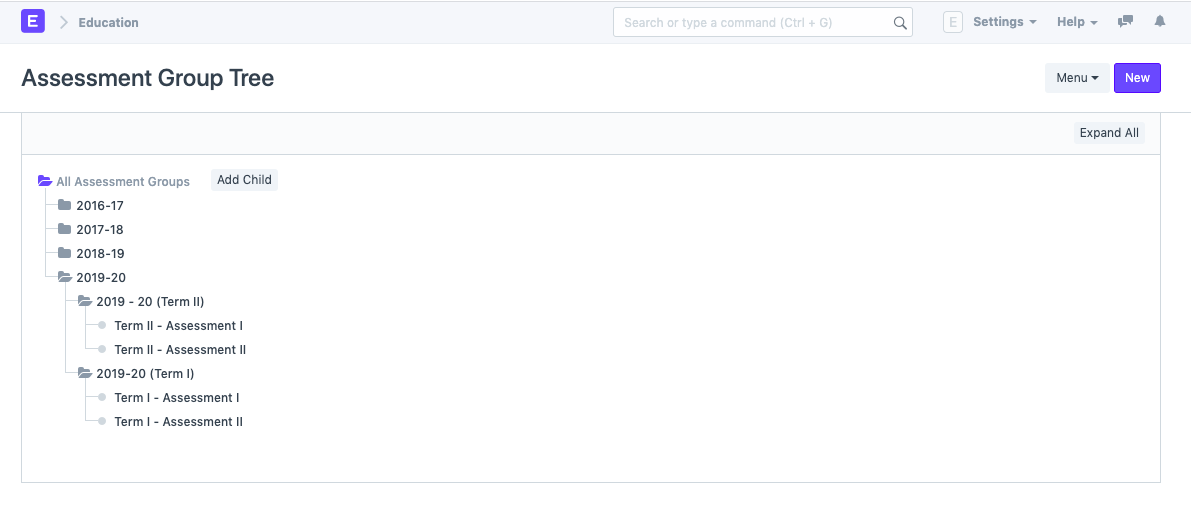 E Education Search or type a command (Ctrl + G) E Settings Help
Assessment Group Tree Menu New
Expand All
All Assessment Groups Add Child
2016-17
2017-18
2018-19
2019-20
2019 - 20 (Term II)
Term II - Assessment I
Term II - Assessment II
2019-20 (Term I)
Term I - Assessment I
Term I - Assessment II